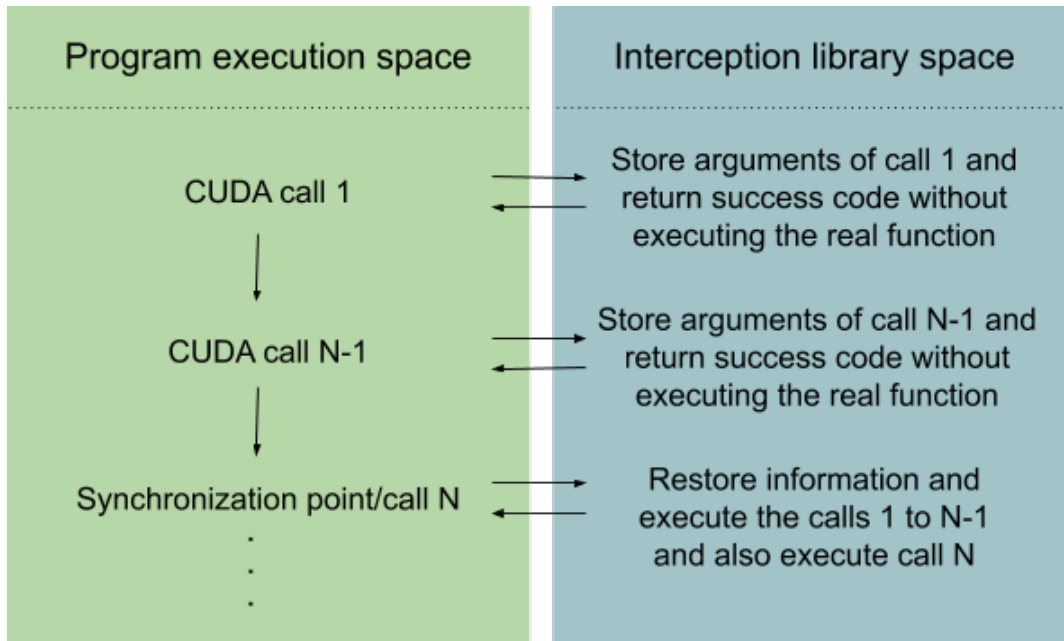 Program execution space
Interception library space
CUDA call 1
Store arguments of call 1 and
return success code without
executing the real function
CUDA call N-1
Store arguments of call N-1 and
return success code without
executing the real function
Synchronization point/call N
.
.
.
Restore information and
execute the calls 1 to N-1
and also execute call N